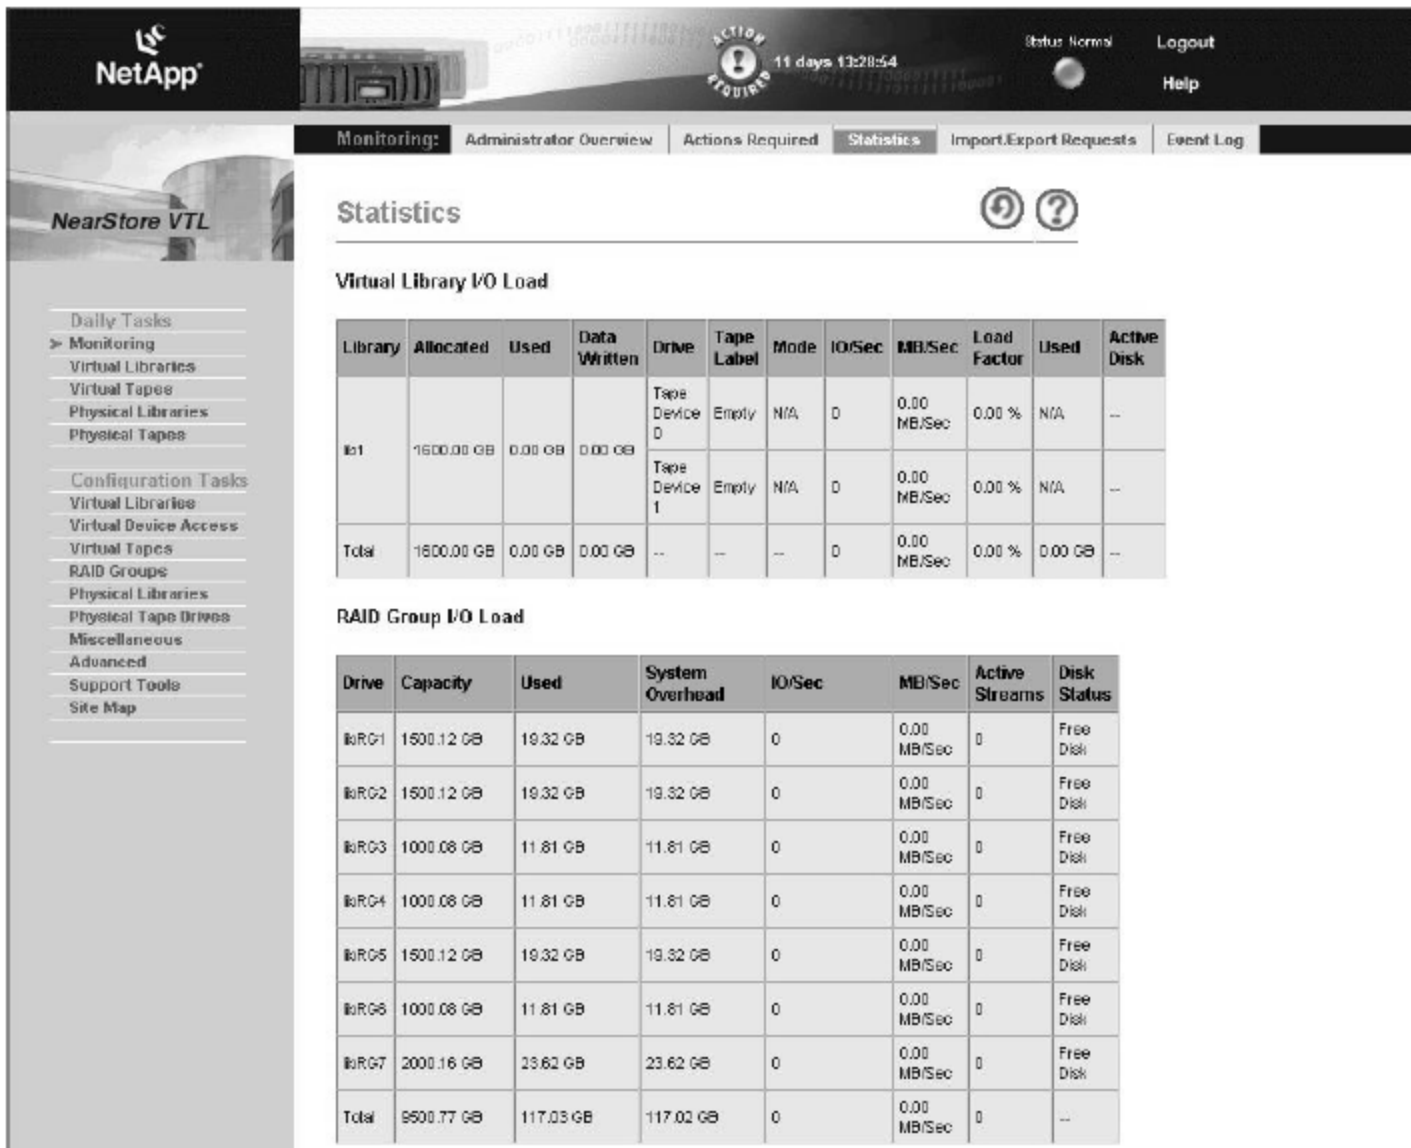 NetApp
ACTION REQUIRED
11 days 13:28:54
Status Normal
Logout
Help
Monitoring: Administrator Overview Actions Required Statistics Import/Export Requests Event Log
NearStore VTL
Daily Tasks
Monitoring
Virtual Libraries
Virtual Tapes
Physical Libraries
Physical Tapes
Configuration Tasks
Virtual Libraries
Virtual Device Access
Virtual Tapes
RAID Groups
Physical Libraries
Physical Tape Drives
Miscellaneous
Advanced
Support Tools
Site Map
Statistics
Virtual Library I/O Load
Library Allocated Used Data Written Drive Tape Label Mode IO/Sec MB/Sec Load Factor Used Active Disk
lib1 1600.00 GB 0.00 GB 0.00 GB Tape Device 0 Empty N/A 0 0.00 MB/Sec 0.00 % N/A --
Tape Device 1 Empty N/A 0 0.00 MB/Sec 0.00 % N/A --
Total 1600.00 GB 0.00 GB 0.00 GB -- -- -- 0 0.00 MB/Sec 0.00 % 0.00 GB --
RAID Group I/O Load
Drive Capacity Used System Overhead IO/Sec MB/Sec Active Streams Disk Status
1500.12 GB 19.32 GB 19.32 GB 0 0.00 MB/Sec 0 Free Disk
1500.12 GB 19.32 GB 19.32 GB 0 0.00 MB/Sec 0 Free Disk
1000.08 GB 11.81 GB 11.81 GB 0 0.00 MB/Sec 0 Free Disk
1000.08 GB 11.81 GB 11.81 GB 0 0.00 MB/Sec 0 Free Disk
1500.12 GB 19.32 GB 19.32 GB 0 0.00 MB/Sec 0 Free Disk
1000.08 GB 11.81 GB 11.81 GB 0 0.00 MB/Sec 0 Free Disk
2000.16 GB 23.62 GB 23.62 GB 0 0.00 MB/Sec 0 Free Disk
Total 9500.77 GB 117.03 GB 117.02 GB 0 0.00 MB/Sec 0 --